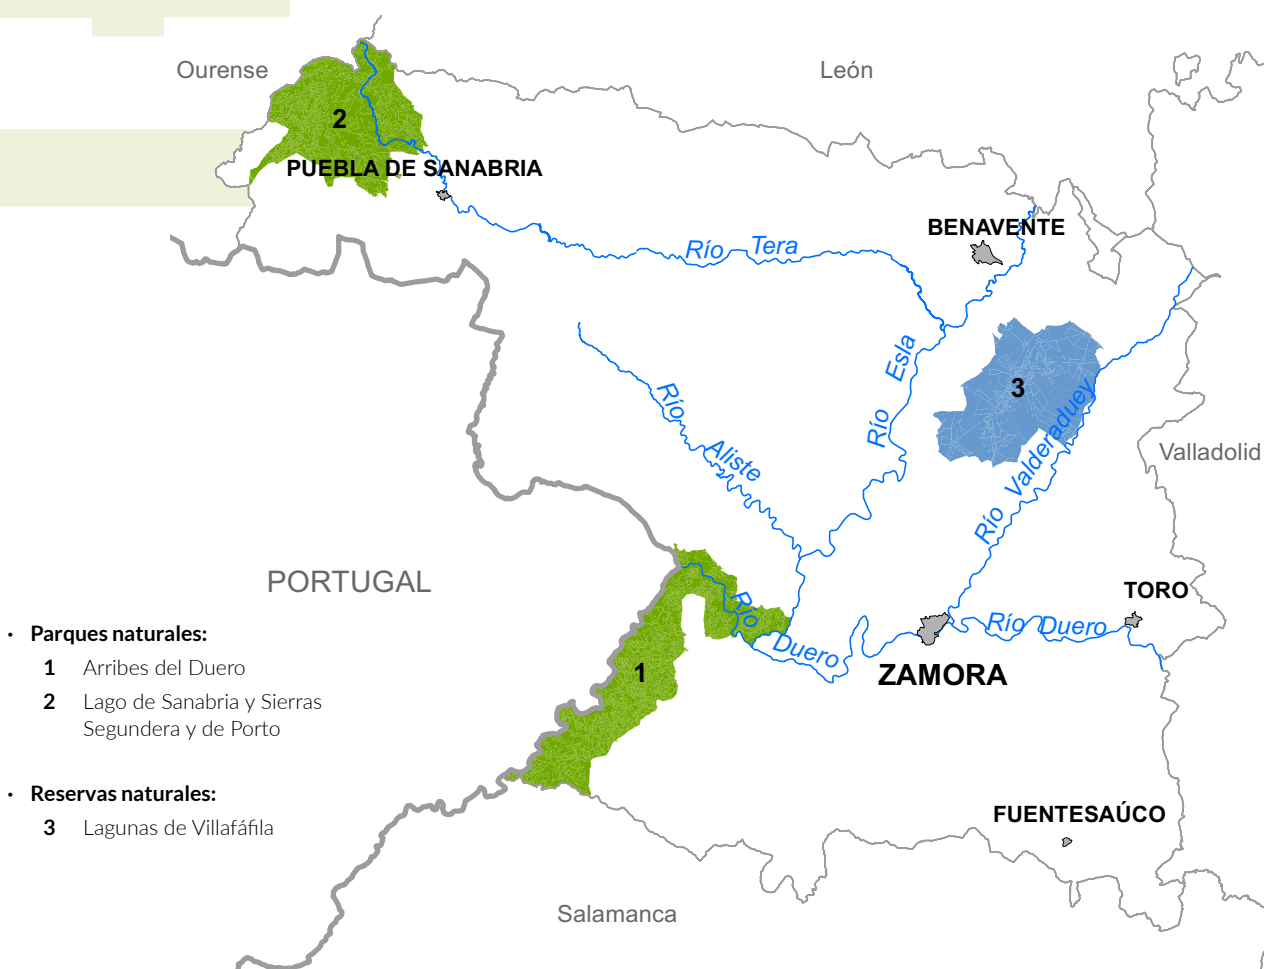 Ourense
León
2
PUEBLA DE SANABRIA
BENAVENTE
Río Tera
Río Esla
3
Río Aliste
Río Valderaduey
Valladolid
PORTUGAL
TORO
Río Duero
Río Duero
ZAMORA
1
· Parques naturales:
1 Arribes del Duero
2 Lago de Sanabria y Sierras
Segundera y de Porto
· Reservas naturales:
3 Lagunas de Villafáfila
FUENTESAÚCO
Salamanca